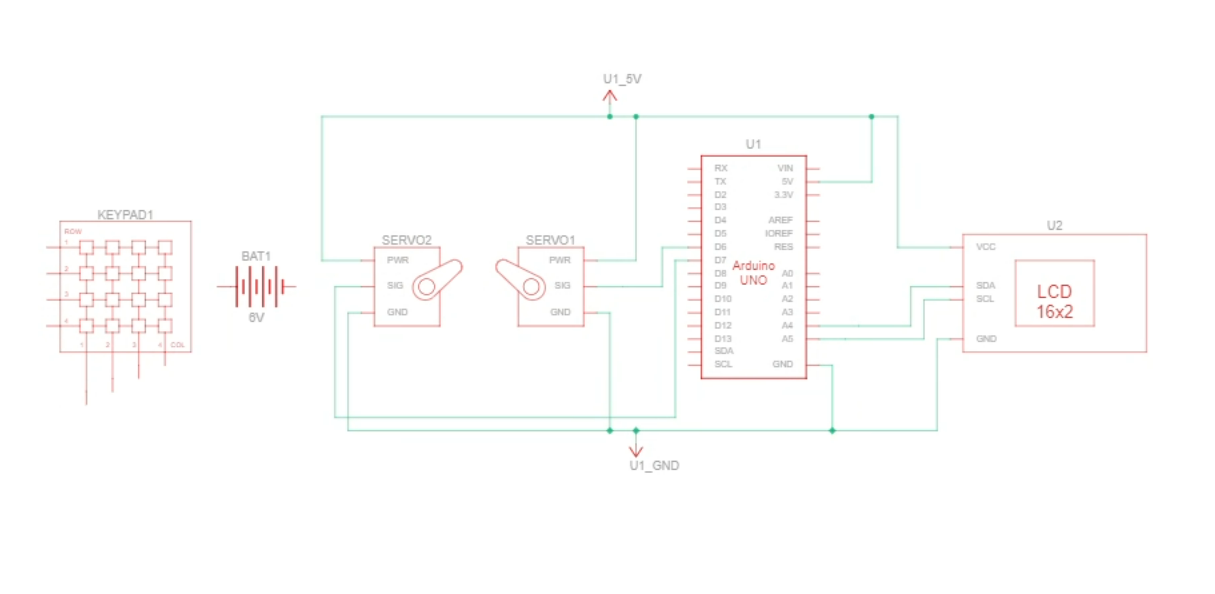 U1_5V
U1
RX
TX
D2
D3
D4
D5
D6
D7
D8
D9
D10
D11
D12
D13
SDA
SCL
VIN
5V
3.3V
AREF
IOREF
RES
A0
A1
A2
A3
A4
A5
GND
Arduino
UNO
KEYPAD1
ROW
1
2
3
4
1 2 3 4 COL
BAT1
6V
SERVO2
PWR
SIG
GND
SERVO1
PWR
SIG
GND
U2
VCC
SDA
SCL
GND
LCD
16x2
U1_GND